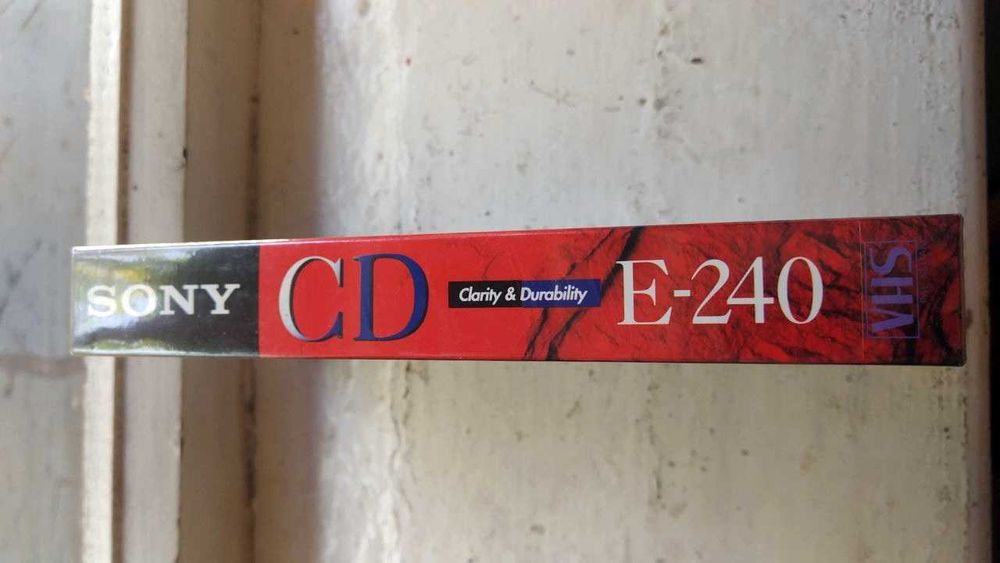 SONY
CD
Clarity & Durability
E-240
VHS